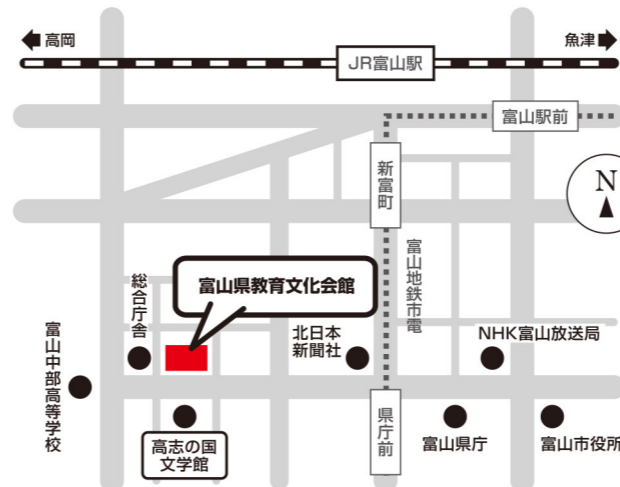 高岡
魚津
JR富山駅
富山駅前
新富町
N
富山地鉄市電
富山県教育文化会館
総合庁舎
富山中部高等学校
北日本
新聞社
NHK富山放送局
高志の国
文学館
県庁前
富山県庁
富山市役所